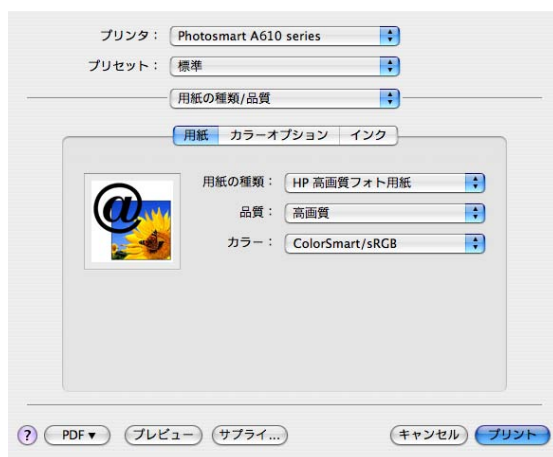 プリンタ： Photosmart A610 series
プリセット： 標準
用紙の種類/品質
用紙 カラーオプション インク
用紙の種類： HP 高画質フォト用紙
品質： 高画質
カラー： ColorSmart/sRGB
@
? PDF▼ プレビュー サプライ... キャンセル プリント